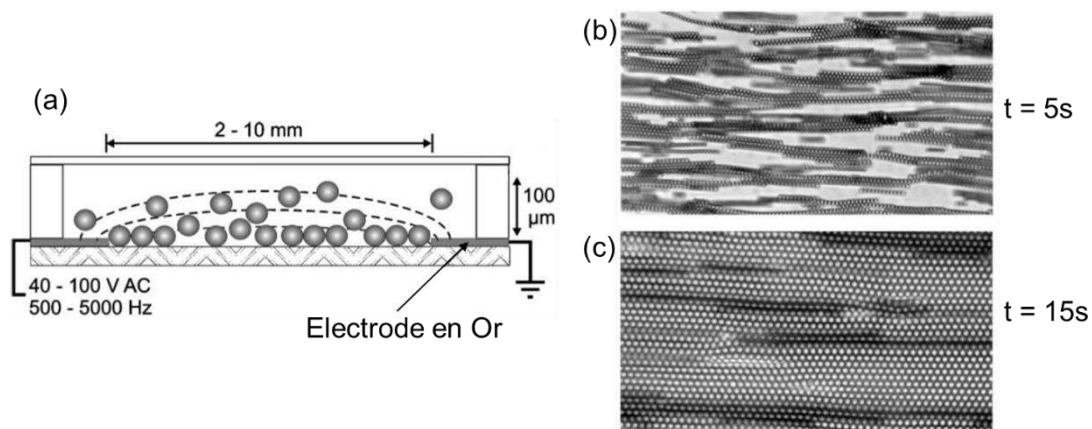 (a)
2 - 10 mm
100
µm
40 - 100 V AC
500 - 5000 Hz
Electrode en Or
(b)
t = 5s
(c)
t = 15s